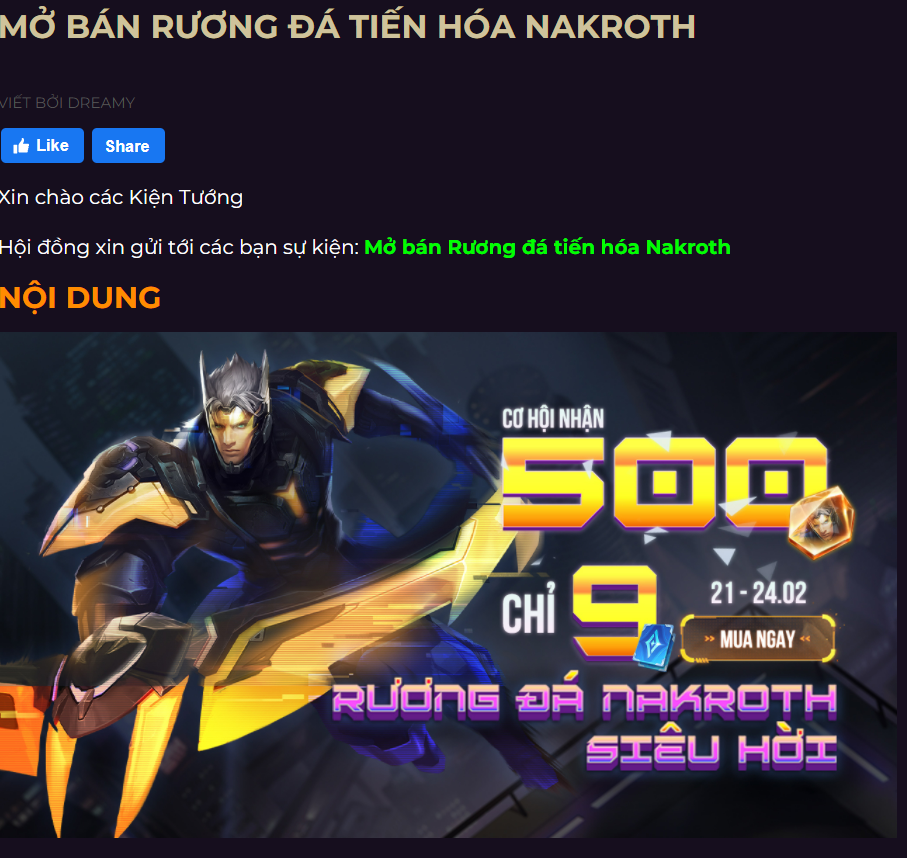 MỞ BÁN RƯƠNG ĐÁ TIẾN HÓA NAKROTH
VIẾT BỞI DREAMY
Like Share
Xin chào các Kiện Tướng
Hội đồng xin gửi tới các bạn sự kiện: Mở bán Rương đá tiến hóa Nakroth
NỘI DUNG
CƠ HỘI NHẬN
500
CHỈ 9
21 - 24.02
MUA NGAY
RƯƠNG ĐÁ NAKROTH
SIÊU HỜI